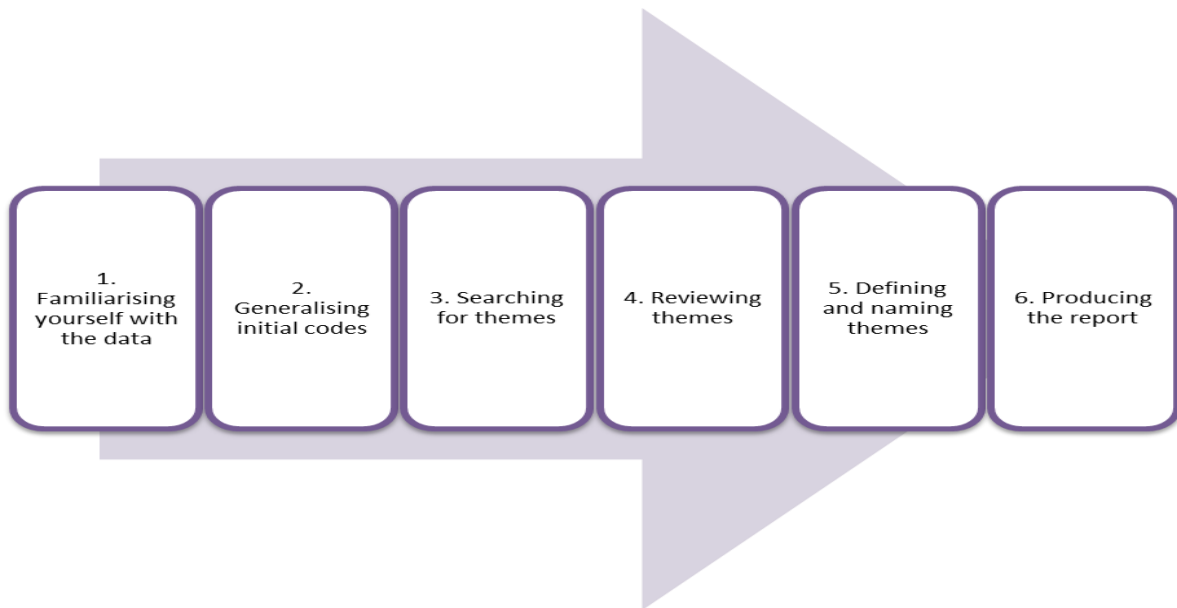 1.
Familiarising
yourself with
the data
2.
Generalising
initial codes
3. Searching
for themes
4. Reviewing
themes
5. Defining
and naming
themes
6. Producing
the report